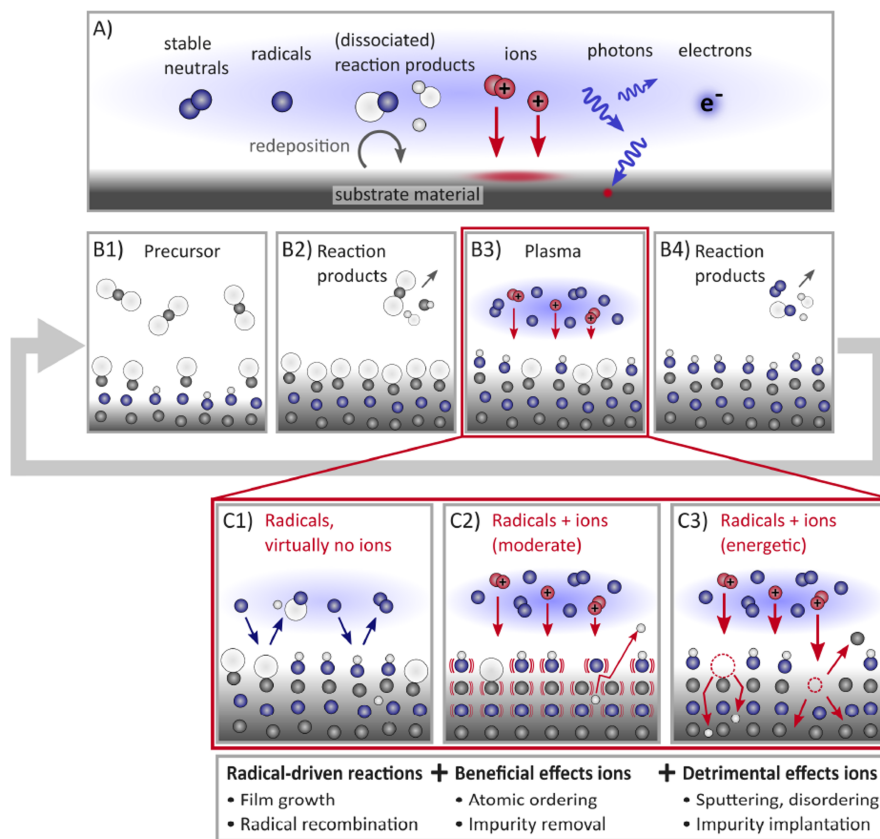 A)
stable
neutrals
radicals
(dissociated)
reaction products
ions
photons
electrons
+
+
e-
redeposition
substrate material
B1) Precursor
B2) Reaction
products
B3) Plasma
+
+
+
B4) Reaction
products
C1) Radicals,
virtually no ions
C2) Radicals + ions
(moderate)
+
+
+
C3) Radicals + ions
(energetic)
+
+
+
Radical-driven reactions + Beneficial effects ions + Detrimental effects ions
• Film growth
• Radical recombination
• Atomic ordering
• Impurity removal
• Sputtering, disordering
• Impurity implantation